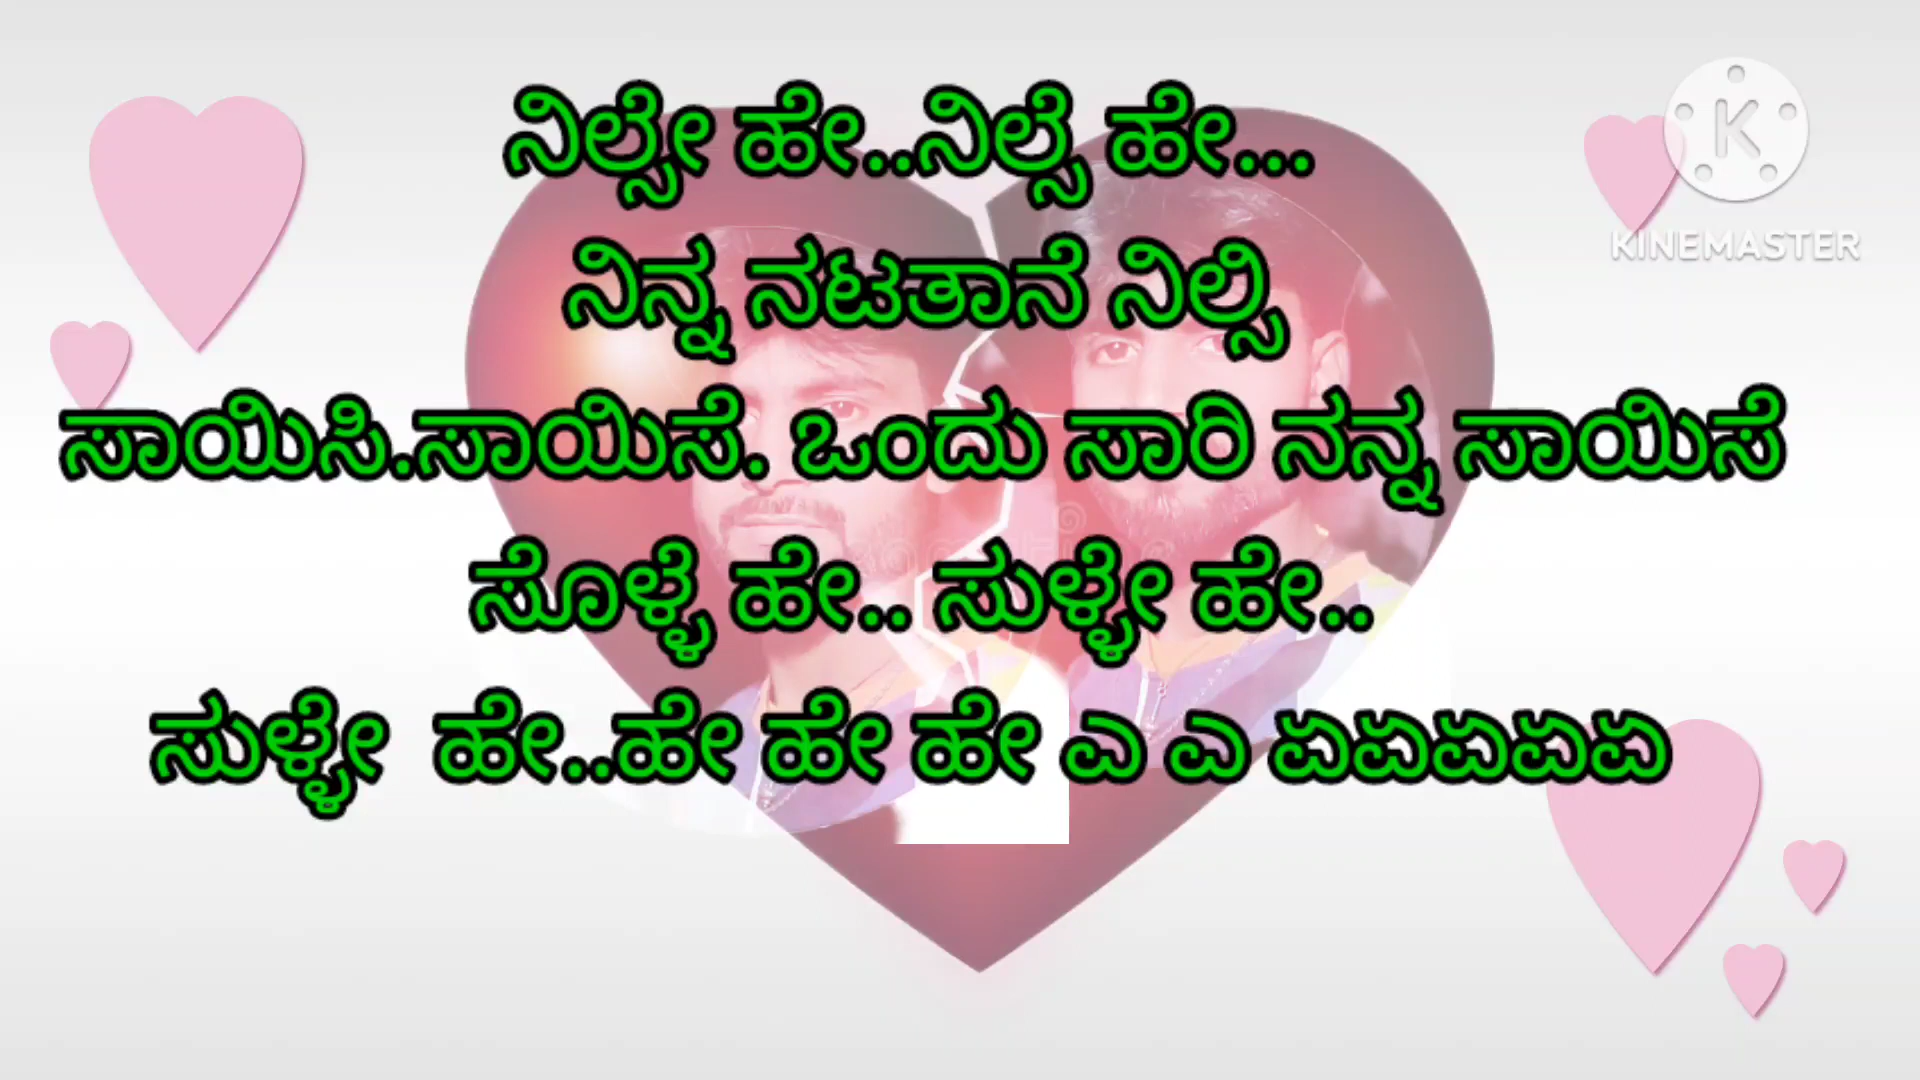 ನಿಲ್ಸೇ ಹೇ..ನಿಲ್ಸೆ ಹೇ...
ನಿನ್ನ ನಟತಾನೆ ನಿಲ್ಸಿ
ಸಾಯಿಸಿ.ಸಾಯಿಸೆ. ಒಂದು ಸಾರಿ ನನ್ನ ಸಾಯಿಸೆ
ಸೊಳ್ಳೆ ಹೇ.. ಸುಳ್ಳೇ ಹೇ..
ಸುಳ್ಳೇ ಹೇ..ಹೇ ಹೇ ಹೇ ಎ ಎ ಏಏಏಏಏ
K
KINEMASTER